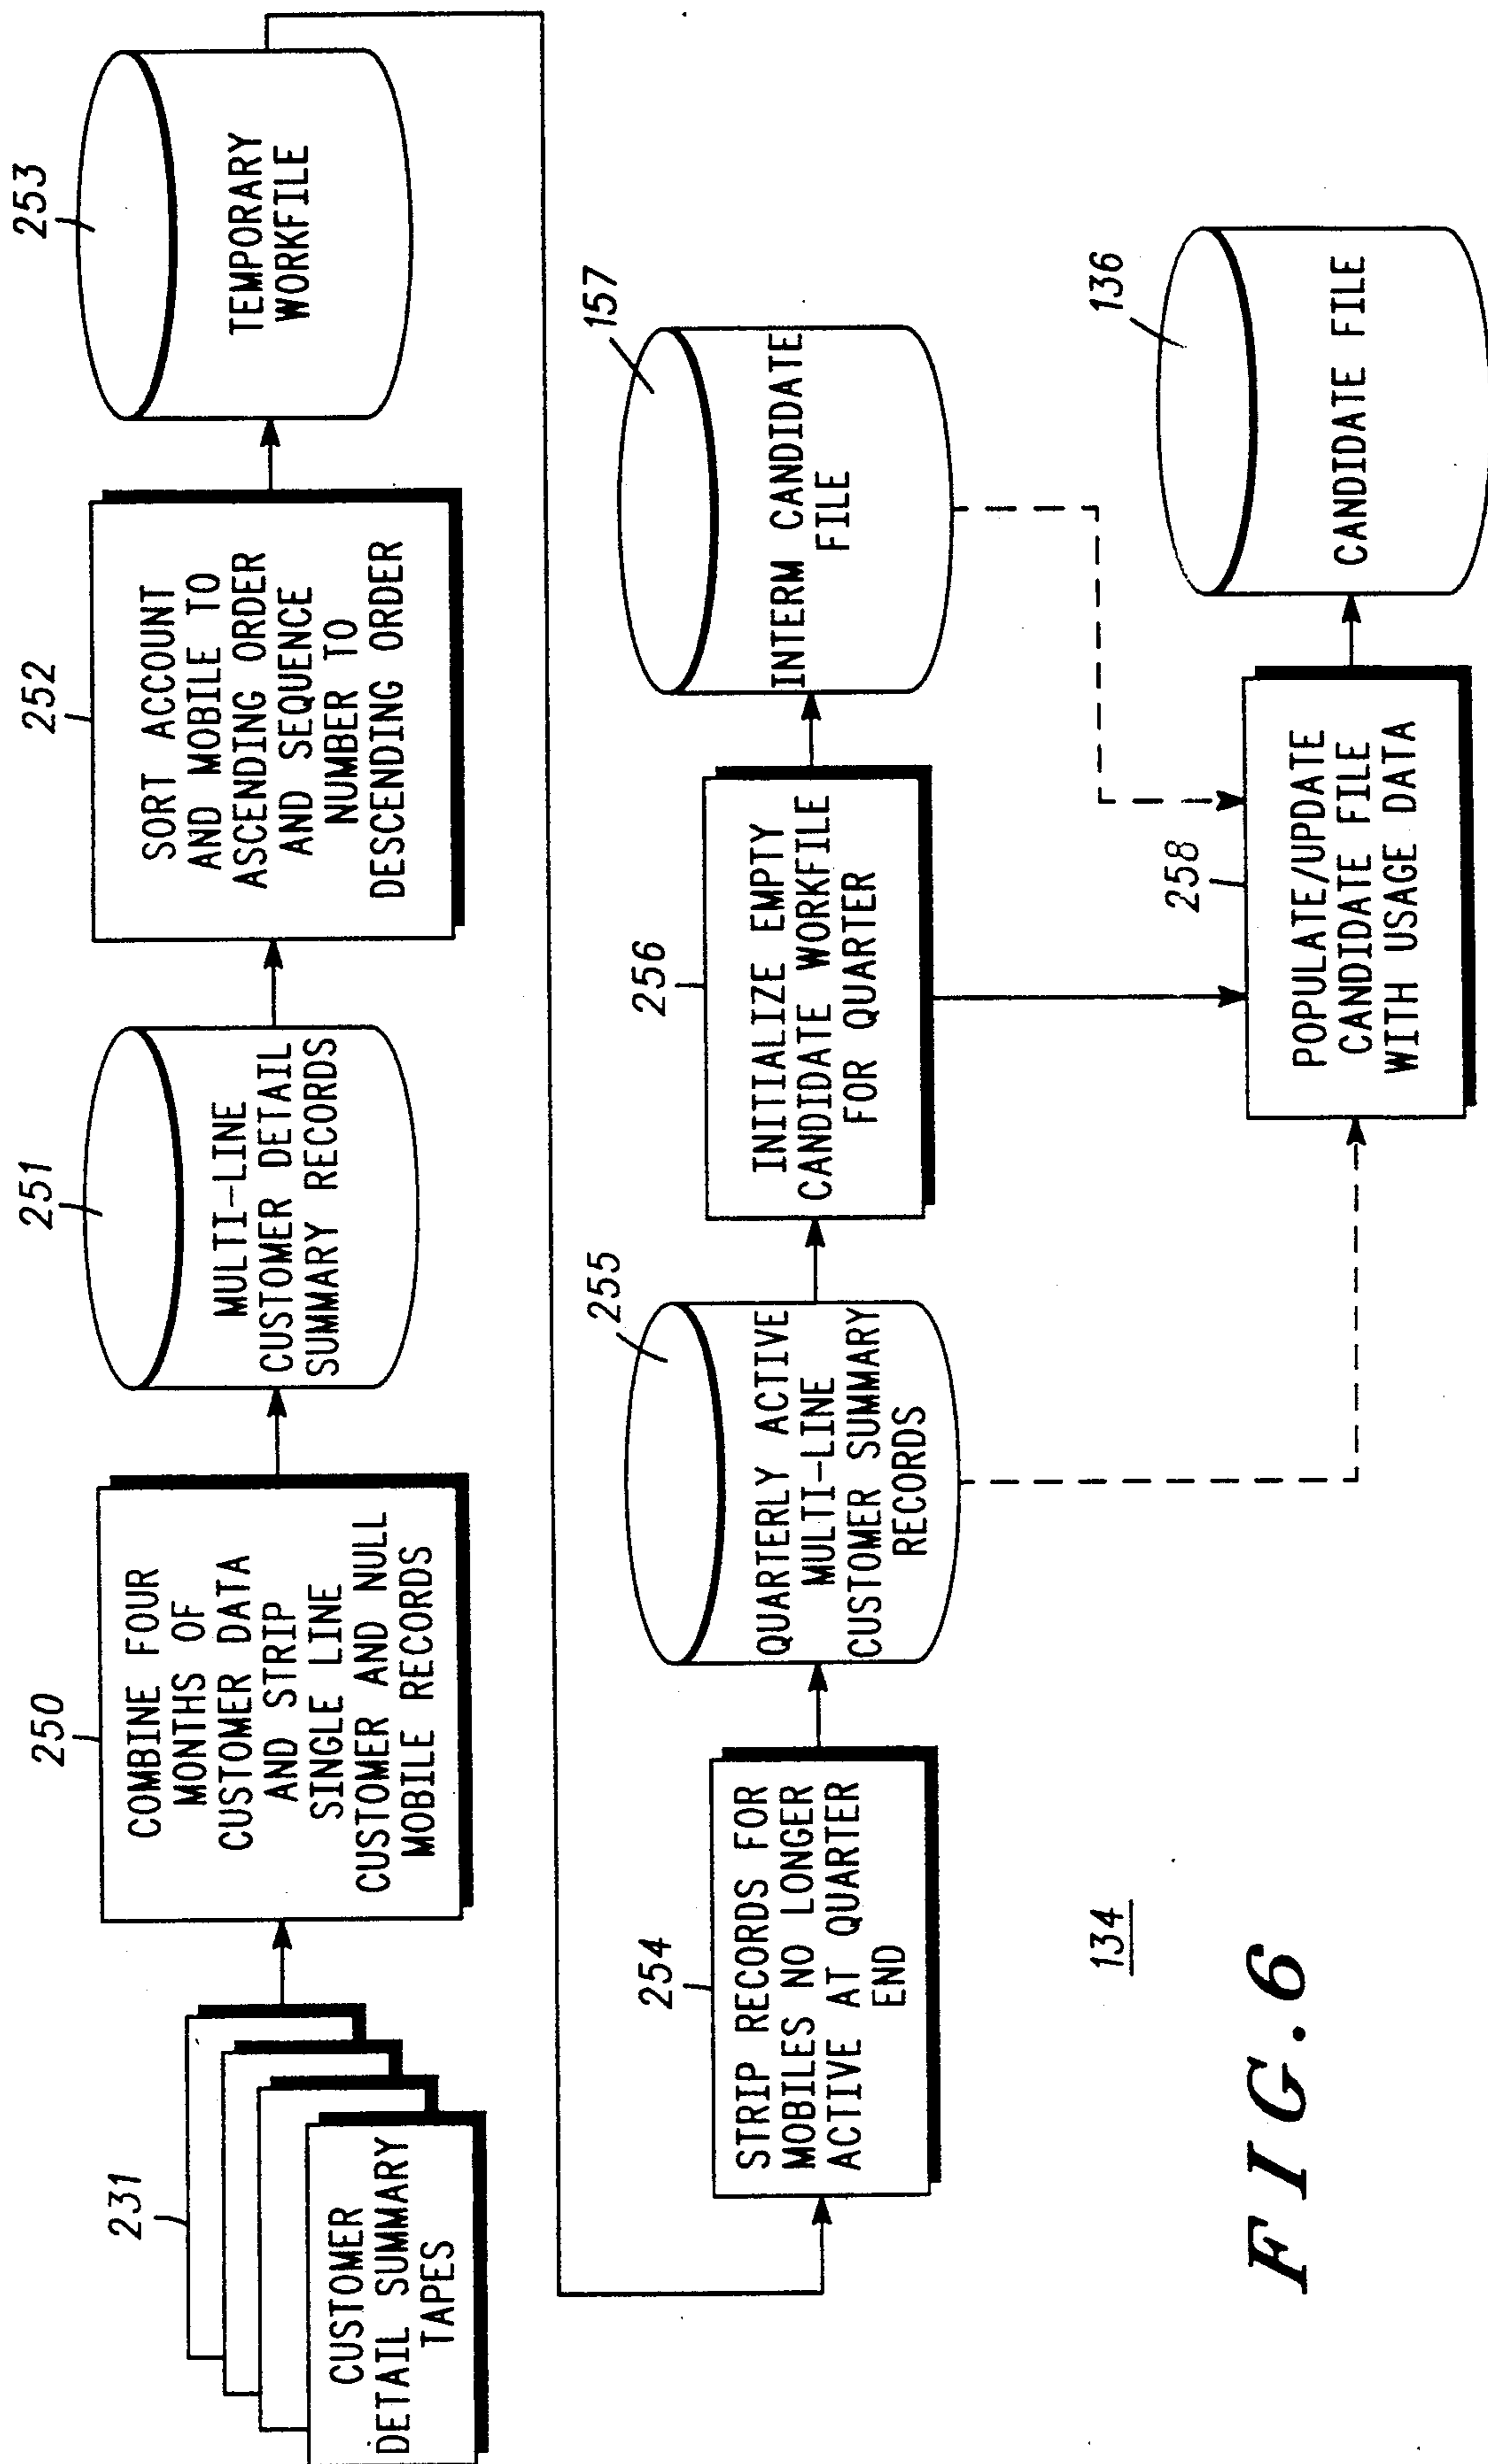 231
CUSTOMER
DETAIL SUMMARY
TAPES
250
COMBINE FOUR
MONTHS OF
CUSTOMER DATA
AND STRIP
SINGLE LINE
CUSTOMER AND NULL
MOBILE RECORDS
251
MULTI-LINE
CUSTOMER DETAIL
SUMMARY RECORDS
252
SORT ACCOUNT
AND MOBILE TO
ASCENDING ORDER
AND SEQUENCE
NUMBER TO
DESCENDING ORDER
253
TEMPORARY
WORKFILE
254
STRIP RECORDS FOR
MOBILES NO LONGER
ACTIVE AT QUARTER
END
255
QUARTERLY ACTIVE
MULTI-LINE
CUSTOMER SUMMARY
RECORDS
256
INITIALIZE EMPTY
CANDIDATE WORKFILE
FOR QUARTER
157
INTERM CANDIDATE
FILE
258
POPULATE/UPDATE
CANDIDATE FILE
WITH USAGE DATA
136
CANDIDATE FILE
134
FIG.6